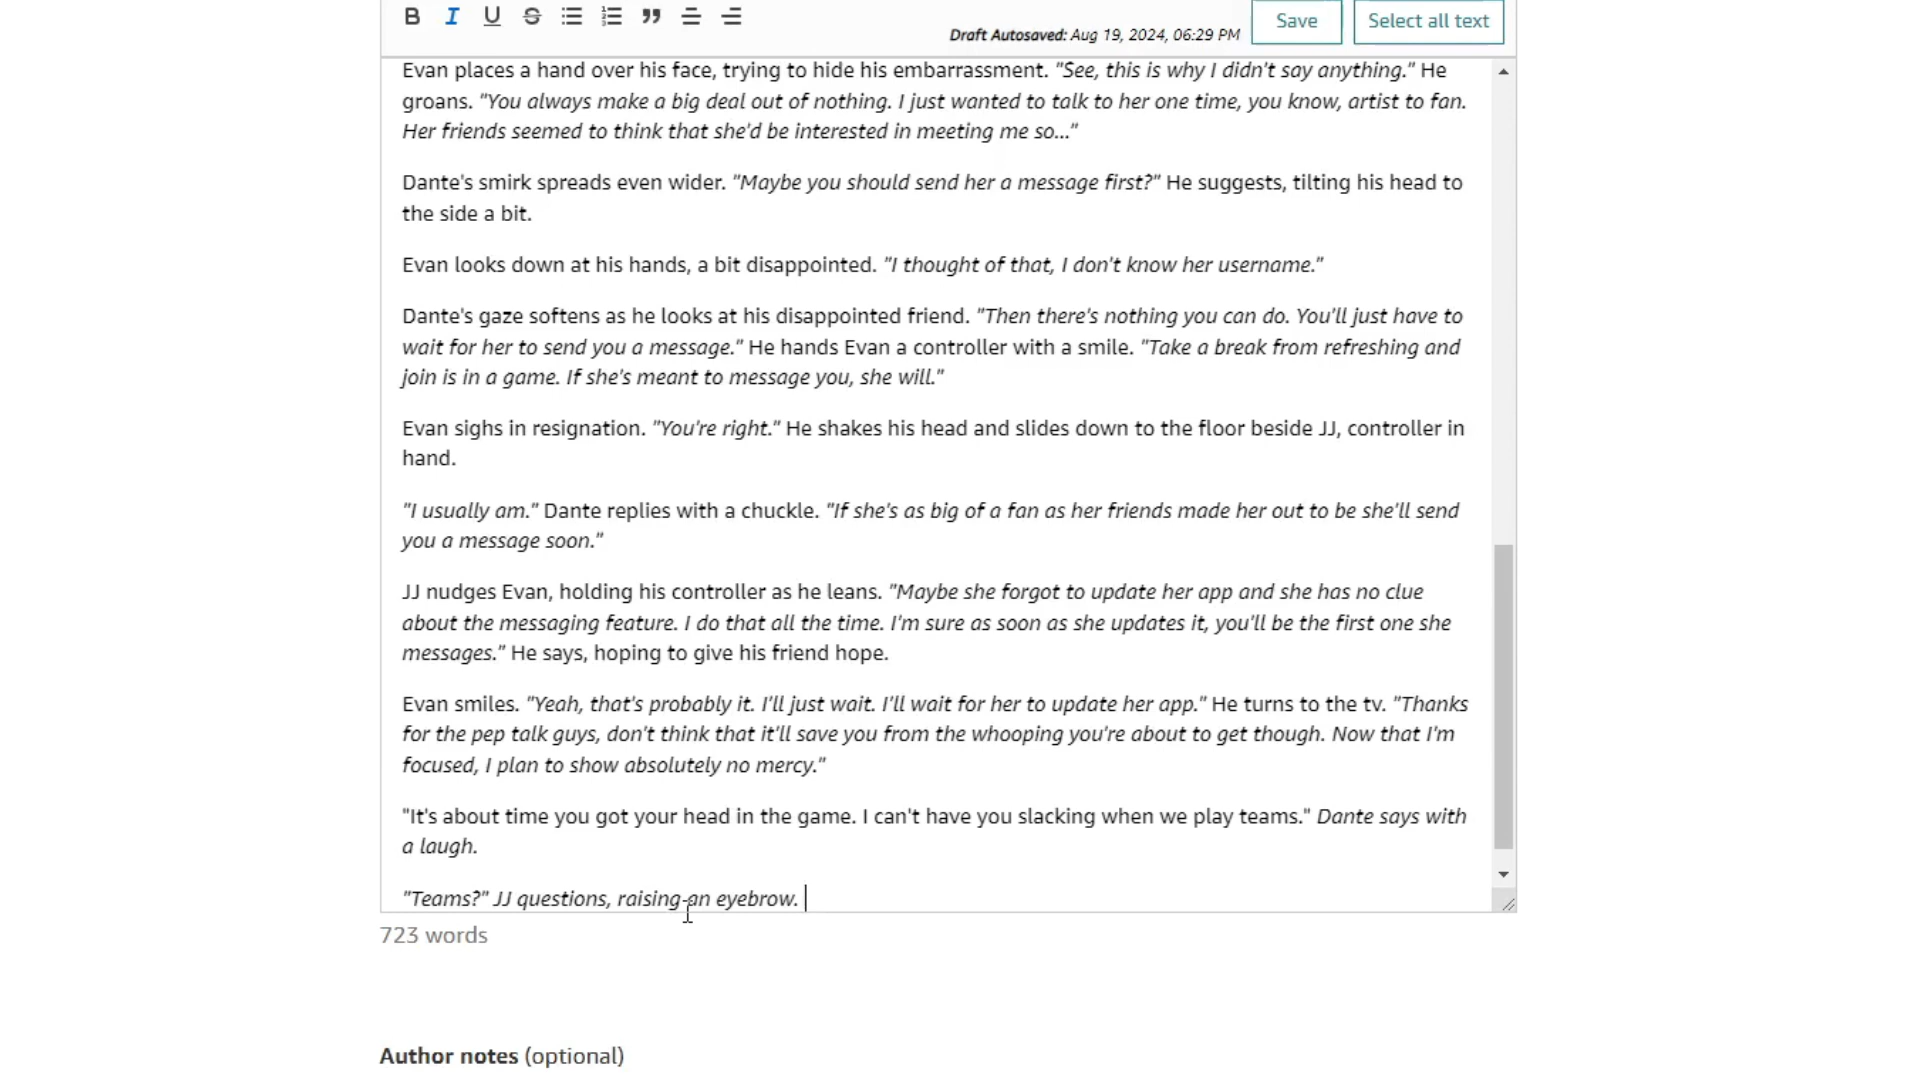 Draft Autosaved: Aug 19, 2024, 06:29 PM
Save
Select all text
Evan places a hand over his face, trying to hide his embarrassment. "See, this is why I didn't say anything." He
groans. "You always make a big deal out of nothing. I just wanted to talk to her one time, you know, artist to fan.
Her friends seemed to think that she'd be interested in meeting me so..."
Dante's smirk spreads even wider. "Maybe you should send her a message first?" He suggests, tilting his head to
the side a bit.
Evan looks down at his hands, a bit disappointed. "I thought of that, I don't know her username."
Dante's gaze softens as he looks at his disappointed friend. "Then there's nothing you can do. You'll just have to
wait for her to send you a message." He hands Evan a controller with a smile. "Take a break from refreshing and
join is in a game. If she's meant to message you, she will."
Evan sighs in resignation. "You're right." He shakes his head and slides down to the floor beside JJ, controller in
hand.
"I usually am." Dante replies with a chuckle. "If she's as big of a fan as her friends made her out to be she'll send
you a message soon."
JJ nudges Evan, holding his controller as he leans. "Maybe she forgot to update her app and she has no clue
about the messaging feature. I do that all the time. I'm sure as soon as she updates it, you'll be the first one she
messages." He says, hoping to give his friend hope.
Evan smiles. "Yeah, that's probably it. I'll just wait. I'll wait for her to update her app." He turns to the tv. "Thanks
for the pep talk guys, don't think that it'll save you from the whooping you're about to get though. Now that I'm
focused, I plan to show absolutely no mercy."
"It's about time you got your head in the game. I can't have you slacking when we play teams." Dante says with
a laugh.
"Teams?" JJ questions, raising an eyebrow.
723 words
Author notes (optional)